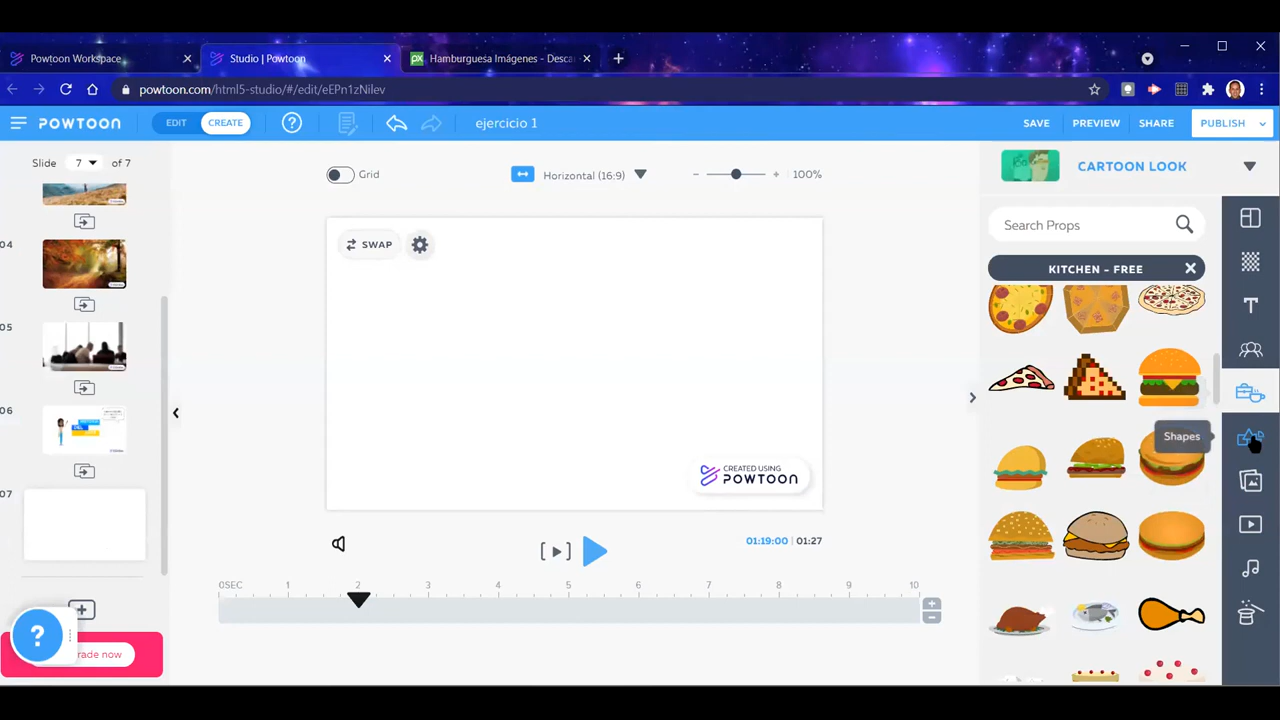 Powtoon Workspace
Studio | Powtoon
Hamburguesa Imágenes - Desca
powtoon.com/html5-studio/#/edit/eEPn1zNilev
POWTOON
EDIT
CREATE
ejercicio 1
SAVE
PREVIEW
SHARE
PUBLISH
Slide
7
of 7
Grid
Horizontal (16:9)
100%
CARTOON LOOK
Search Props
KITCHEN - FREE
SWAP
04
05
06
07
Shapes
CREATED USING
POWTOON
01:19:00 | 01:27
0SEC 1 2 3 4 5 6 7 8 9 10
?
rade now